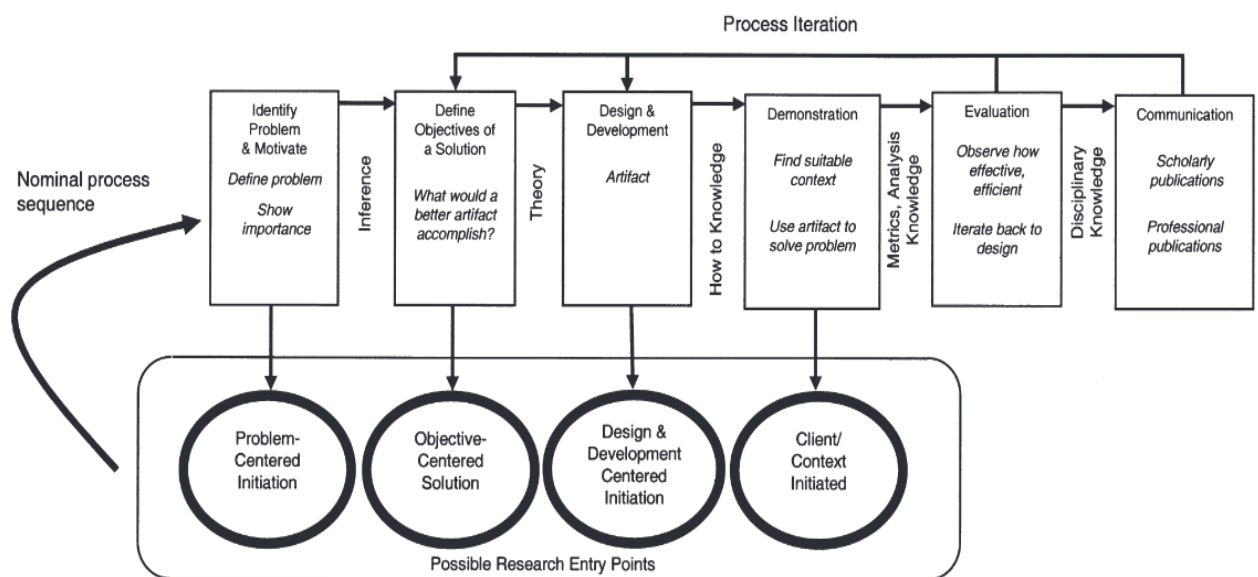 Process Iteration
Nominal process
sequence
Identify
Problem
& Motivate
Define problem
Show
importance
Inference
Define
Objectives of
a Solution
What would a
better artifact
accomplish?
Theory
Design &
Development
Artifact
How to Knowledge
Demonstration
Find suitable
context
Use artifact to
solve problem
Metrics, Analysis
Knowledge
Evaluation
Observe how
effective,
efficient
Iterate back to
design
Disciplinary
Knowledge
Communication
Scholarly
publications
Professional
publications
Problem-
Centered
Initiation
Objective-
Centered
Solution
Design &
Development
Centered
Initiation
Client/
Context
Initiated
Possible Research Entry Points